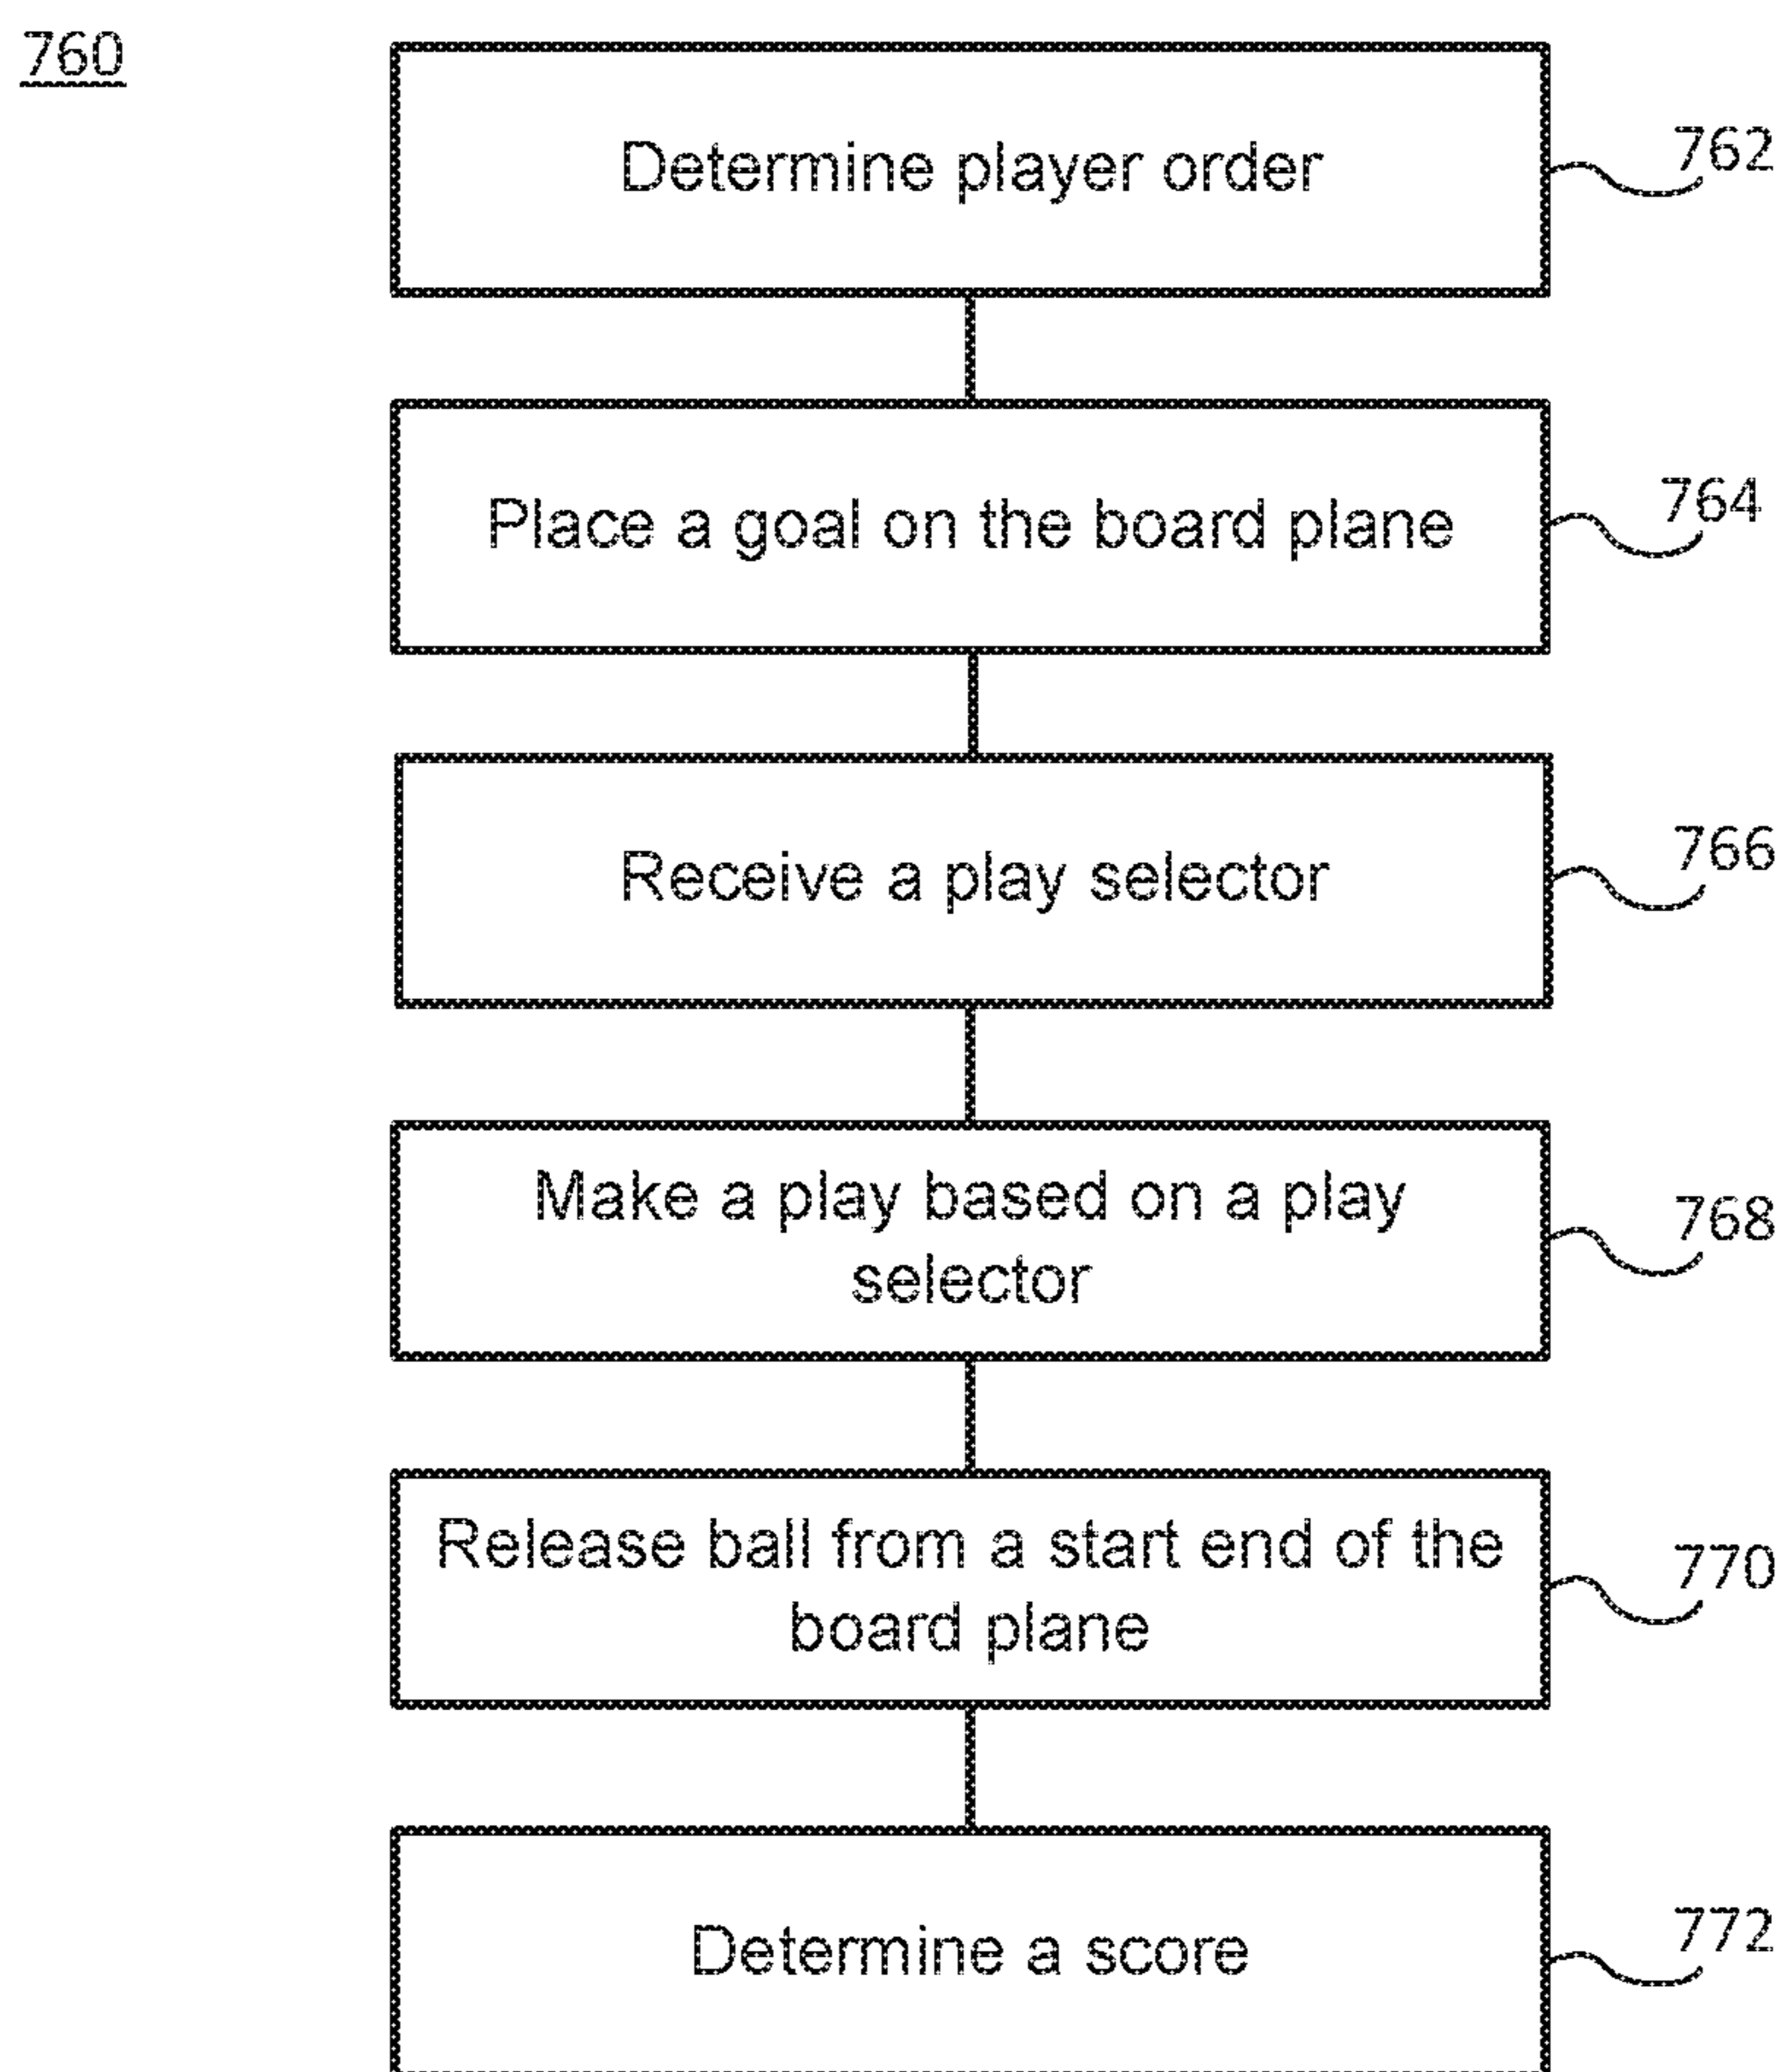 760
Determine player order
762
Place a goal on the board plane
764
Receive a play selector
766
Make a play based on a play
selector
768
Release ball from a start end of the
board plane
770
Determine a score
772